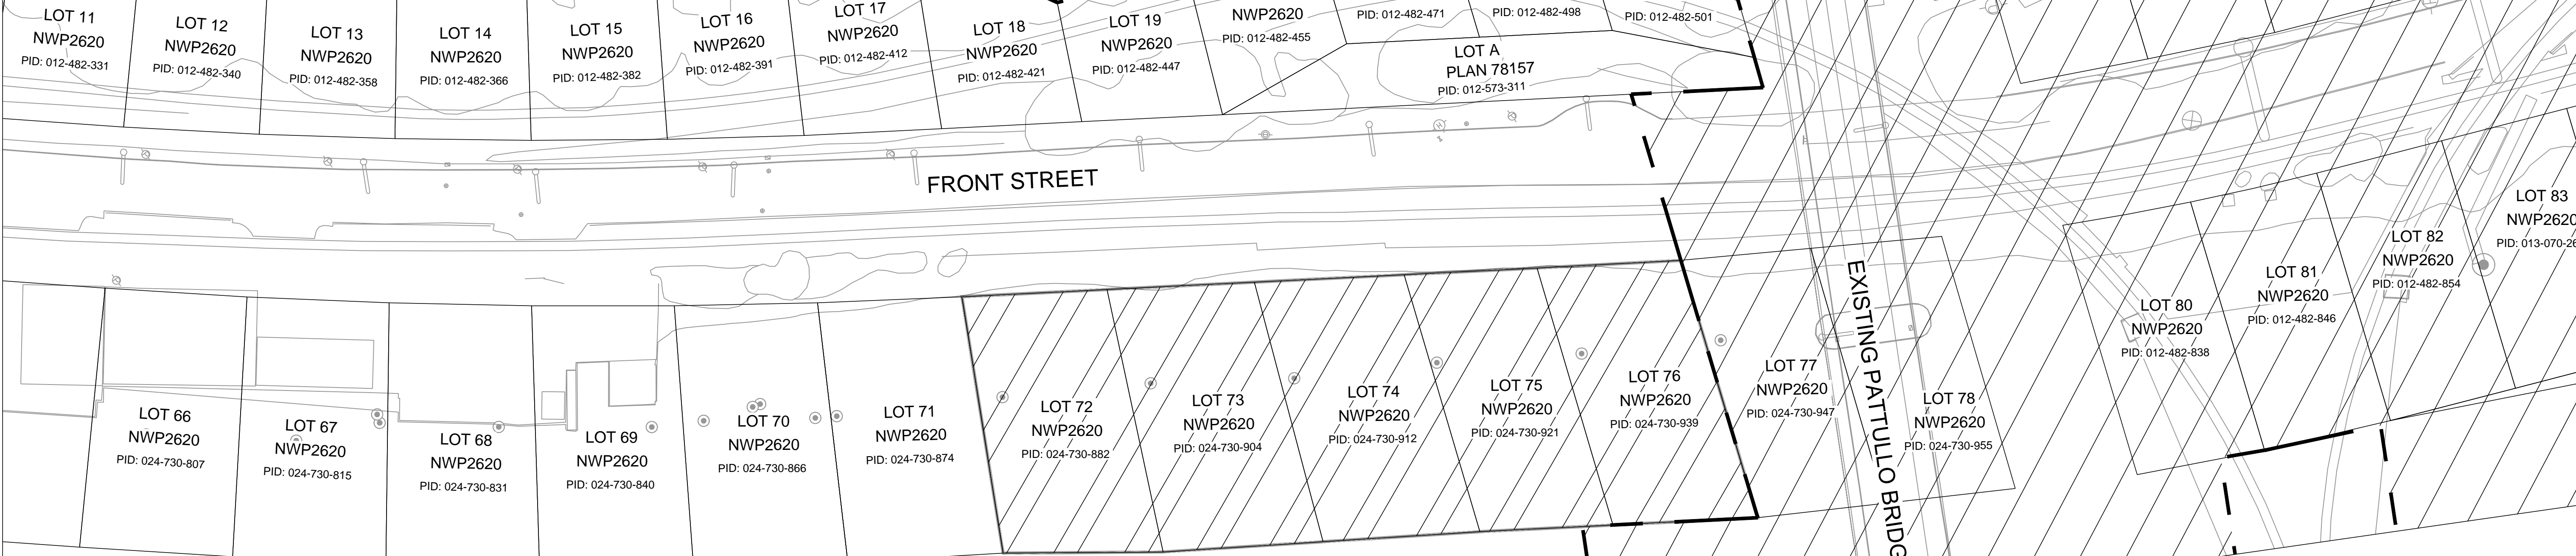 LOT 11
NWP2620
PID: 012-482-331
LOT 12
NWP2620
PID: 012-482-340
LOT 13
NWP2620
PID: 012-482-358
LOT 14
NWP2620
PID: 012-482-366
LOT 15
NWP2620
PID: 012-482-382
LOT 16
NWP2620
PID: 012-482-391
LOT 17
NWP2620
PID: 012-482-412
LOT 18
NWP2620
PID: 012-482-421
LOT 19
NWP2620
PID: 012-482-447
NWP2620
PID: 012-482-455
PID: 012-482-471
PID: 012-482-498
PID: 012-482-501
LOT A
PLAN 78157
PID: 012-573-311
FRONT STREET
EXISTING PATTULLO BRIDG
LOT 66
NWP2620
PID: 024-730-807
LOT 67
NWP2620
PID: 024-730-815
LOT 68
NWP2620
PID: 024-730-831
LOT 69
NWP2620
PID: 024-730-840
LOT 70
NWP2620
PID: 024-730-866
LOT 71
NWP2620
PID: 024-730-874
LOT 72
NWP2620
PID: 024-730-882
LOT 73
NWP2620
PID: 024-730-904
LOT 74
NWP2620
PID: 024-730-912
LOT 75
NWP2620
PID: 024-730-921
LOT 76
NWP2620
PID: 024-730-939
LOT 77
NWP2620
PID: 024-730-947
LOT 78
NWP2620
PID: 024-730-955
LOT 80
NWP2620
PID: 012-482-838
LOT 81
NWP2620
PID: 012-482-846
LOT 82
NWP2620
PID: 012-482-854
LOT 83
NWP2620
PID: 013-070-26